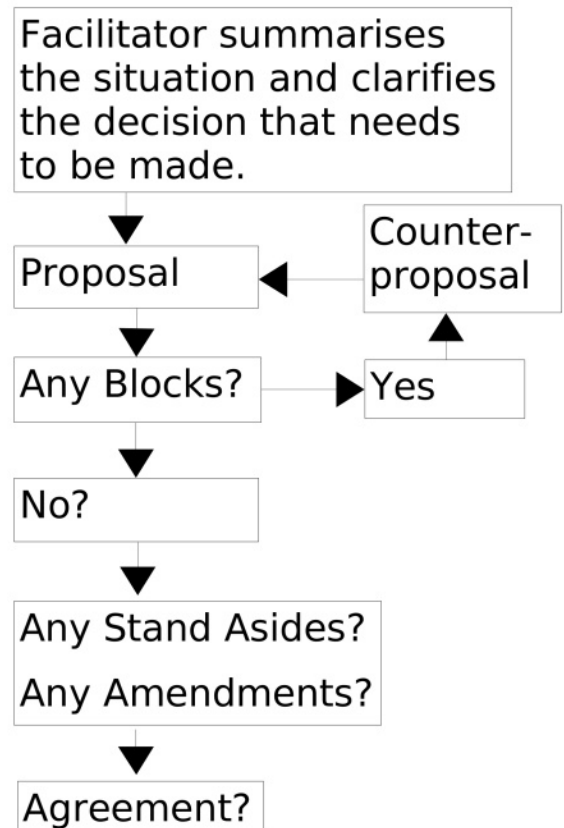 Facilitator summarises
the situation and clarifies
the decision that needs
to be made.
Counter-
proposal
Proposal
Any Blocks?
Yes
No?
Any Stand Asides?
Any Amendments?
Agreement?